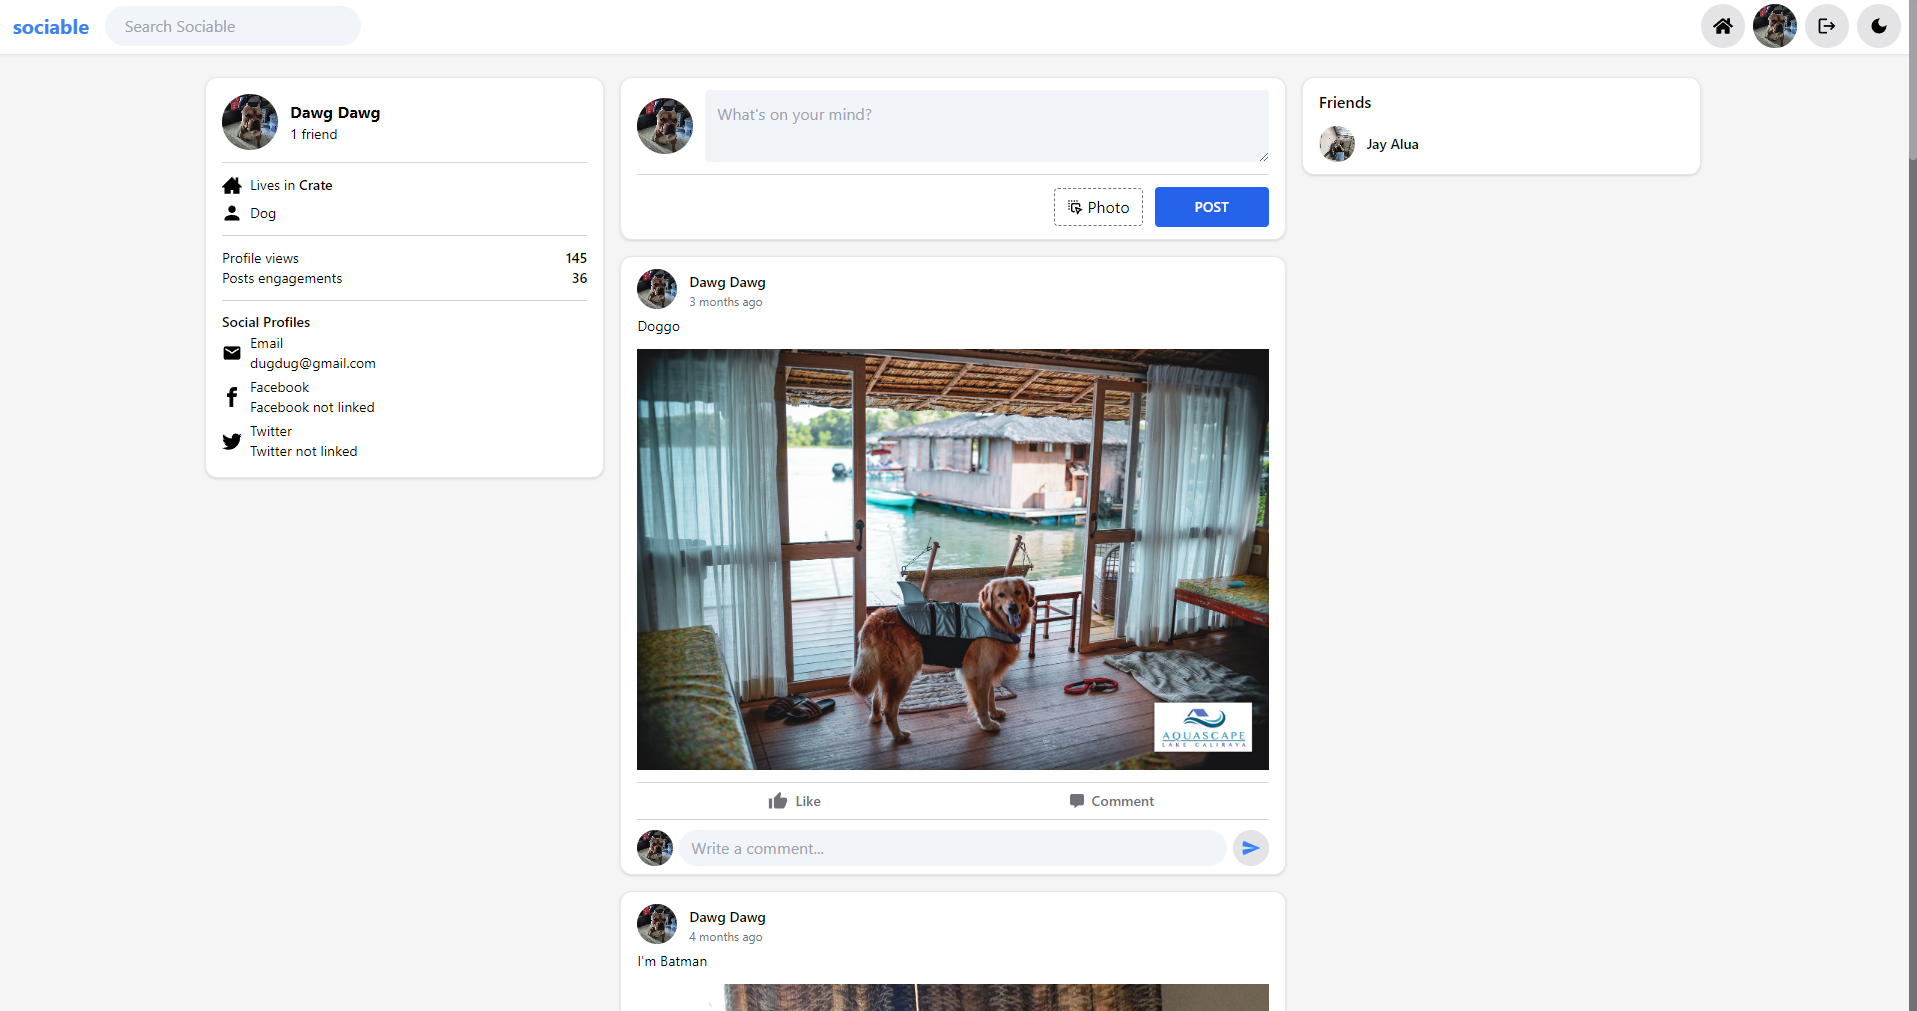 sociable
Search Sociable
Dawg Dawg
1 friend
Lives in Crate
Dog
Profile views 145
Posts engagements 36
Social Profiles
Email
dugdug@gmail.com
Facebook
Facebook not linked
Twitter
Twitter not linked
What's on your mind?
Photo
POST
Dawg Dawg
3 months ago
Doggo
AQUASCAPE
LAKE CALIRAYA
Like
Comment
Write a comment...
Dawg Dawg
4 months ago
I'm Batman
Friends
Jay Alua